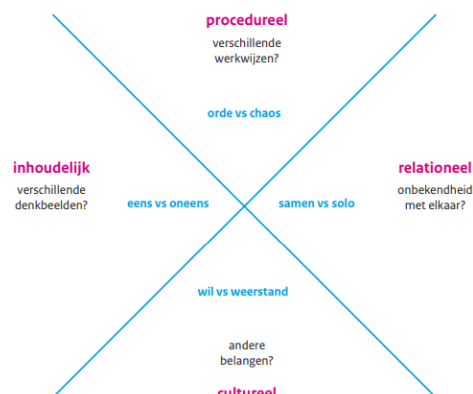 procedureel
verschillende
werkwijzen?
orde vs chaos
inhoudelijk
verschillende
denkbeelden?
eens vs oneens
samen vs solo
relationeel
onbekendheid
met elkaar?
wil vs weerstand
andere
belangen?
cultureel